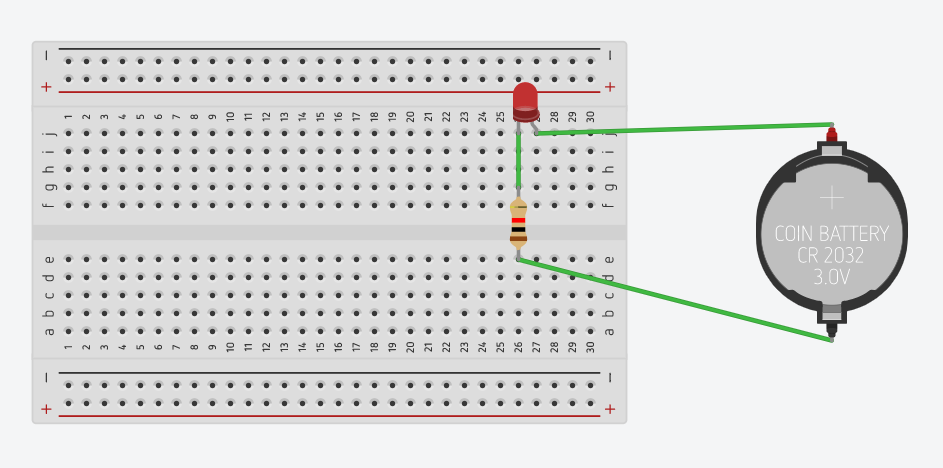 − −
+ +
1 2 3 4 5 6 7 8 9 10 11 12 13 14 15 16 17 18 19 20 21 22 23 24 25 28 29 30
j j
i i
h h
g g
f f
COIN BATTERY
CR 2032
3.0V
e e
d d
c c
b b
a a
1 2 3 4 5 6 7 8 9 10 11 12 13 14 15 16 17 18 19 20 21 22 23 24 25 26 27 28 29 30
− −
+ +